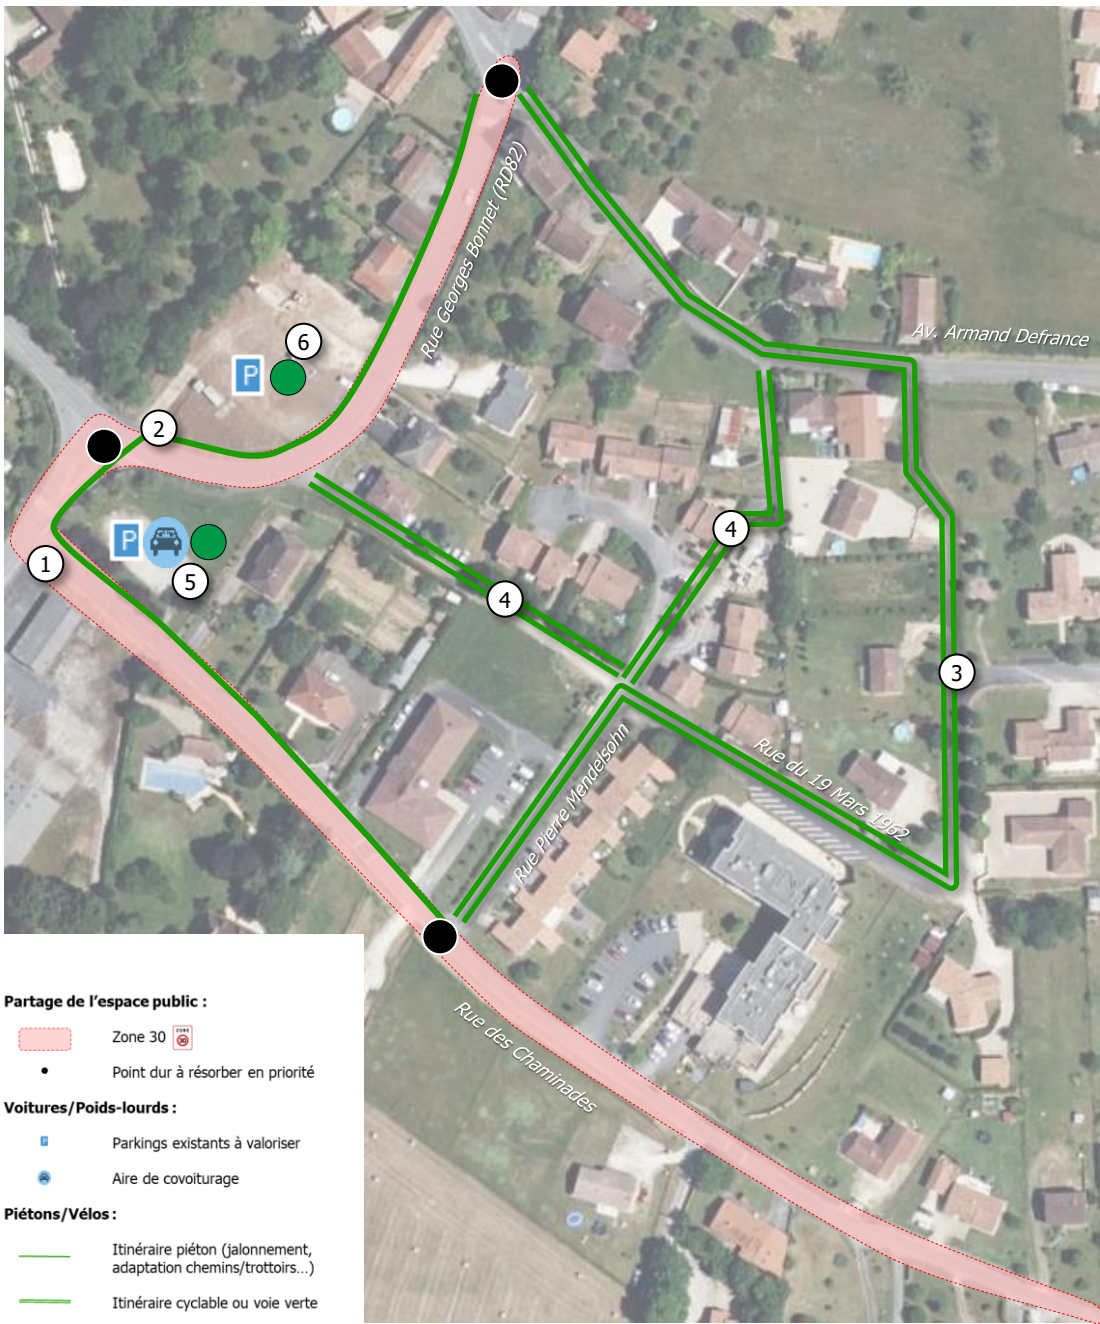 Rue Georges Bonnet (RD82)
Av. Armand Defrance
6
P
2
4
P
1
5
4
3
Rue Pierre Mendelsohn
Rue du 19 Mars 1962
Rue des Chaminades
Partage de l'espace public :
Zone 30 ZONE 30
Point dur à résorber en priorité
Voitures/Poids-lourds :
P Parkings existants à valoriser
Aire de covoiturage
Piétons/Vélos :
Itinéraire piéton (jalonnement,
adaptation chemins/trottoirs...)
Itinéraire cyclable ou voie verte